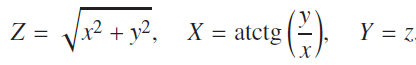 Z = √(x² + y²), X = atctg (y/x), Y = z.